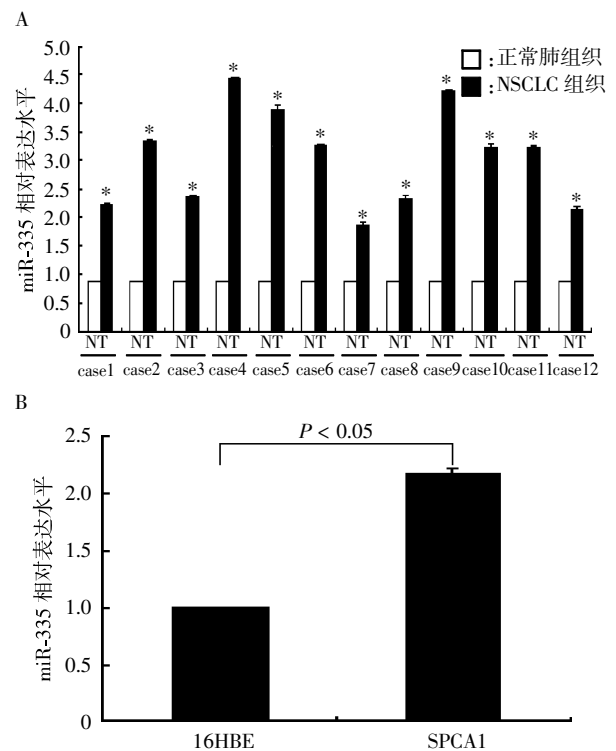 A
miR-335 相对表达水平
5.0
4.5
4.0
3.5
3.0
2.5
2.0
1.5
1.0
0.5
0
□:正常肺组织
■:NSCLC 组织
* * * * * * * * * * * *
NT NT NT NT NT NT NT NT NT NT NT NT
case1 case2 case3 case4 case5 case6 case7 case8 case9 case10 case11 case12
B
miR-335 相对表达水平
2.5
2.0
1.5
1.0
0.5
0
P < 0.05
16HBE SPCA1